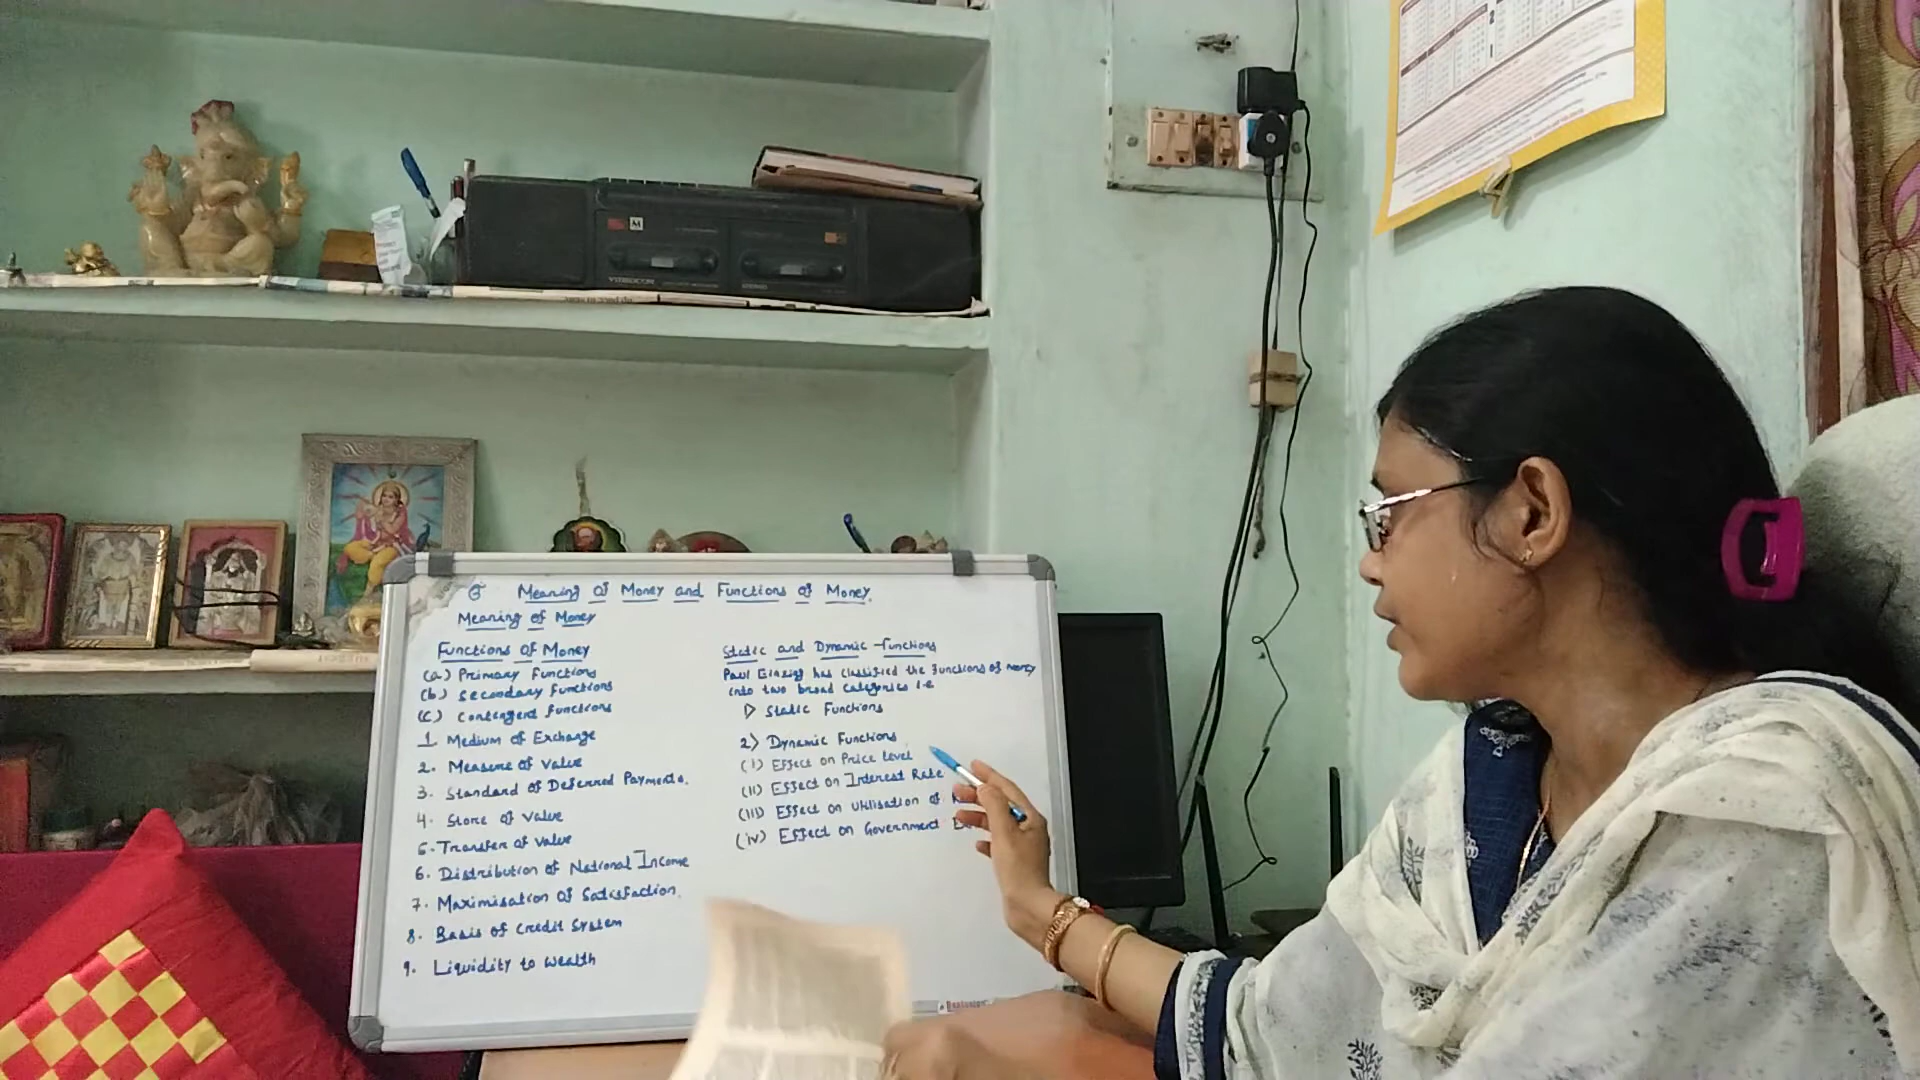 Q Meaning of Money and Functions of Money.
Meaning of Money
Functions of Money
(a) Primary Functions
(b) Secondary Functions
(c) Contingent Functions
1. Medium of Exchange
2. Measure of Value
3. Standard of Deferred Payments.
4. Store of Value
5. Transfer of Value
6. Distribution of National Income
7. Maximisation of Satisfaction.
8. Basis of Credit System
9. Liquidity to Wealth
Static and Dynamic Functions
Paul Einzig has classified the functions of money
into two broad categories i.e
1) Static Functions
2) Dynamic Functions
(i) Effect on Price Level
(ii) Effect on Interest Rate
(iii) Effect on Utilisation of
(iv) Effect on Government